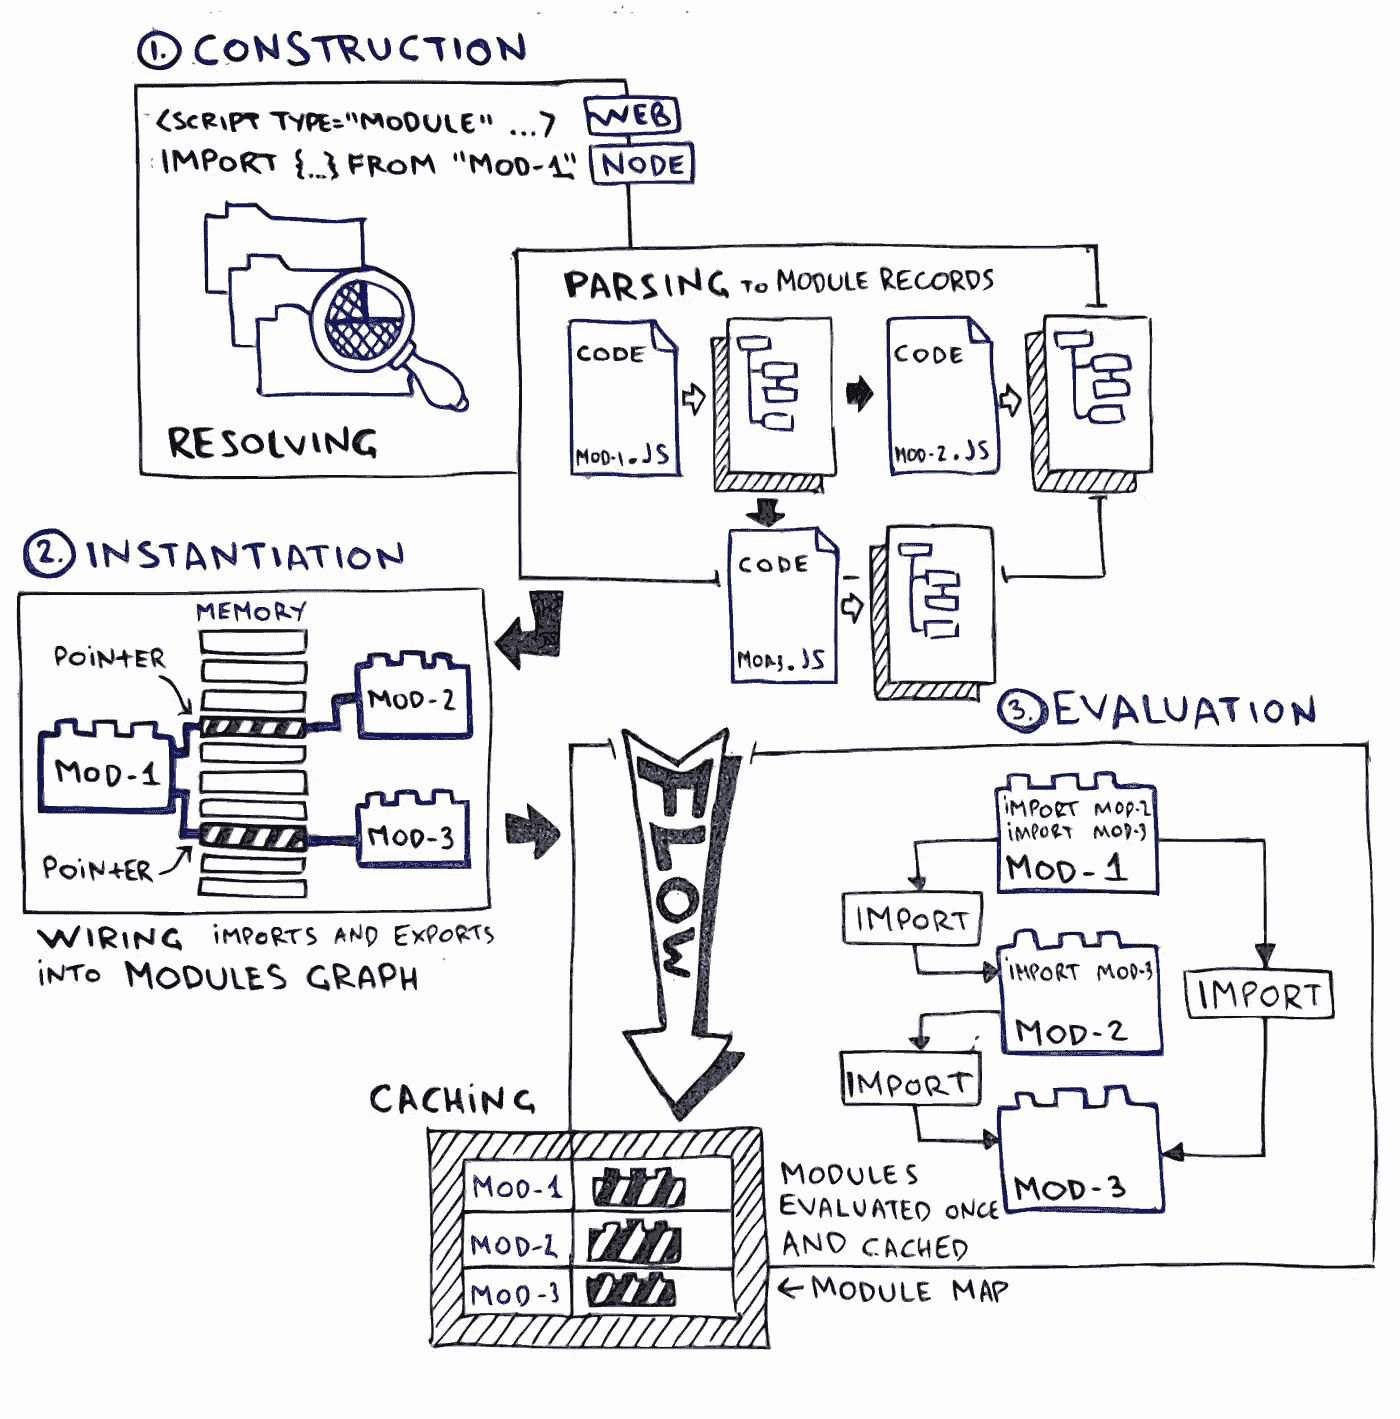 1. CONSTRUCTION
<SCRIPT TYPE="MODULE" ...>
WEB
IMPORT {...} FROM "MOD-1"
NODE
RESOLVING
PARSING TO MODULE RECORDS
CODE
MOD-1.JS
CODE
MOD-2.JS
CODE
MOD-3.JS
2. INSTANTIATION
MEMORY
POINTER
MOD-2
MOD-1
MOD-3
POINTER
WIRING IMPORTS AND EXPORTS
INTO MODULES GRAPH
FLOW
3. EVALUATION
IMPORT MOD-2
IMPORT MOD-3
MOD-1
IMPORT
IMPORT MOD-3
MOD-2
IMPORT
IMPORT
MOD-3
CACHING
MOD-1
MOD-2
MOD-3
MODULES
EVALUATED ONCE
AND CACHED
←MODULE MAP